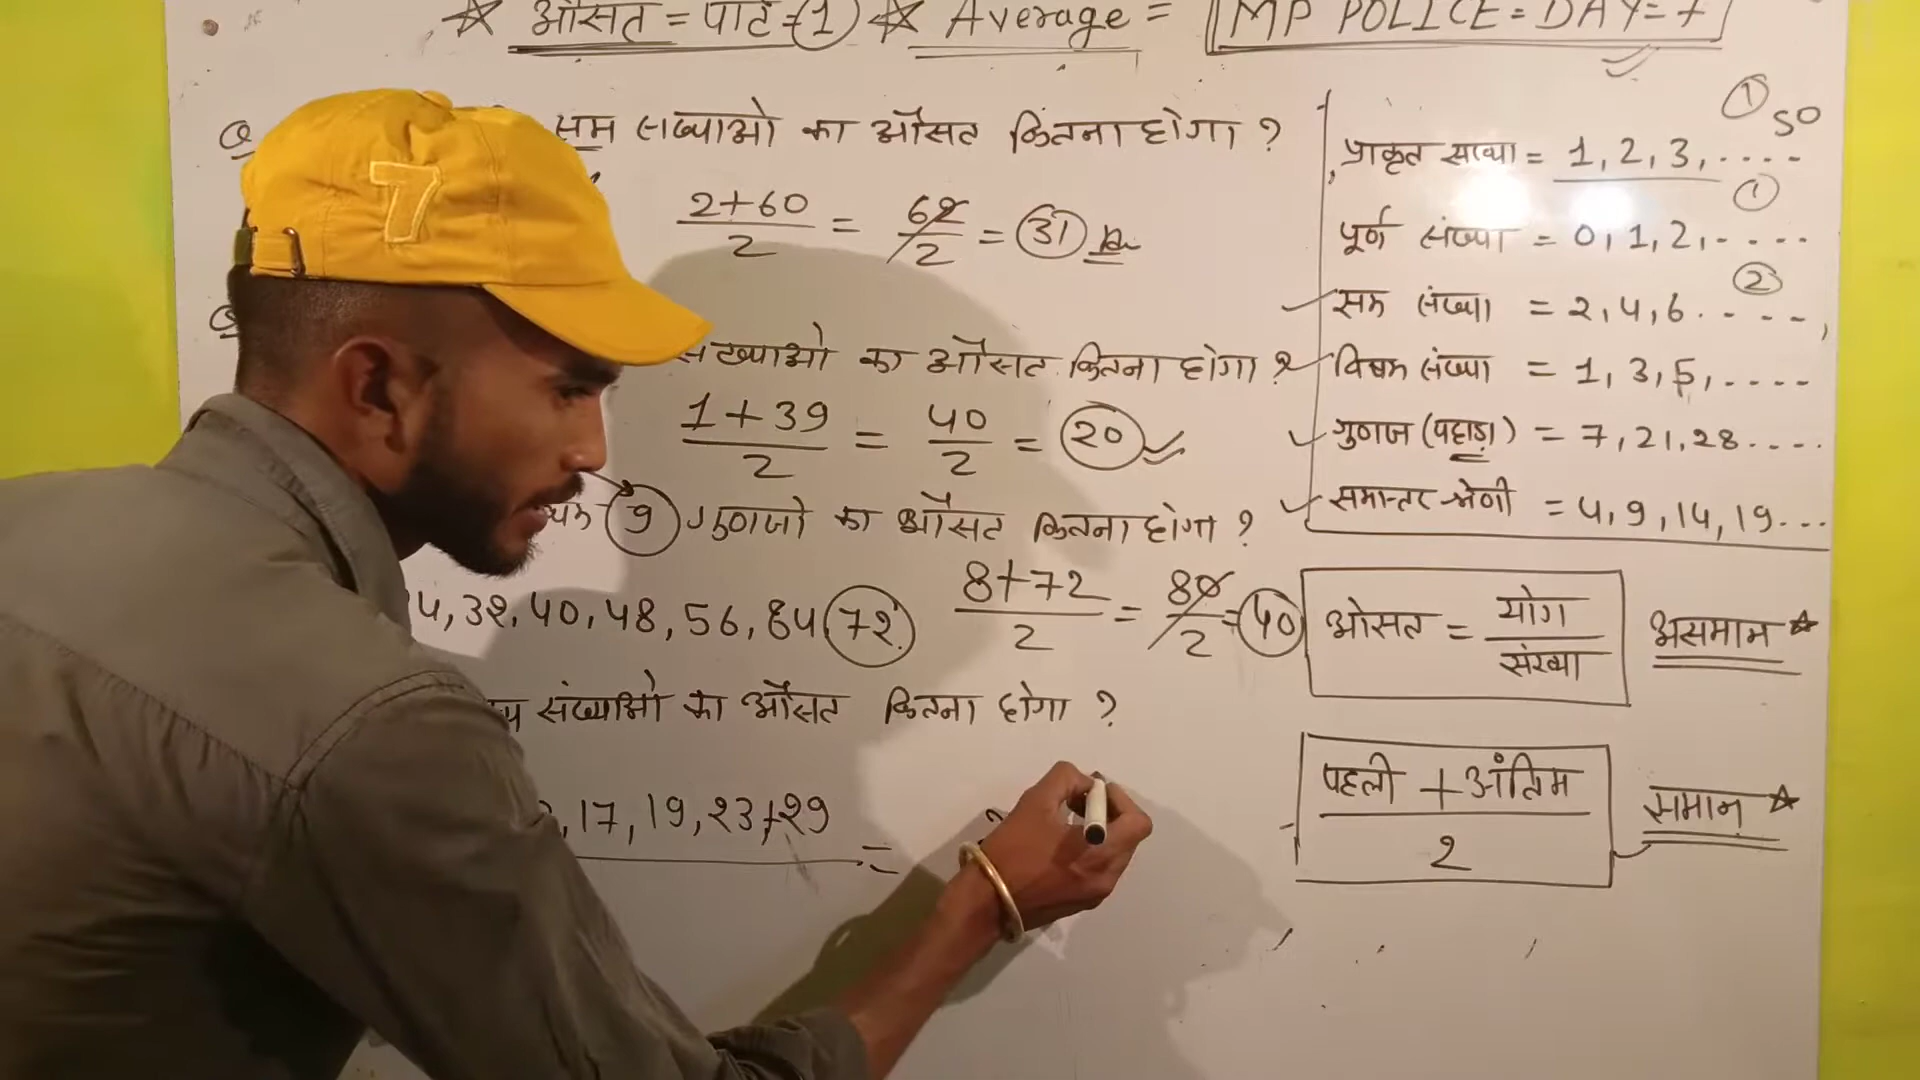 ☆ औसत = पाट -① ☆ Average = MP POLICE = DAY = 7
Q सम संख्याओ का औसत कितना होगा ?
2+60/2 = 62/2 = 31
संख्याओ का औसत कितना होगा ?
1+39/2 = 40/2 = 20
9 गुणाजो का औसत कितना होगा ?
4, 32, 40, 48, 56, 64 72
8+72/2 = 80/2 = 40
संख्याओ का औसत कितना होगा ?
, 17, 19, 23+29 =
① 50
प्राकृत संख्या = 1, 2, 3, ....
①
पूर्ण संख्या = 0, 1, 2, ....
②
सम संख्या = 2, 4, 6 . ....,
विषम संख्या = 1, 3, 5, ....
गुणाज (पहाड़ा) = 7, 21, 28....
समान्तर श्रेणी = 4, 9, 14, 19...
औसत = योग/संख्या असमान ☆
पहली + अंतिम/2 समान ☆
7